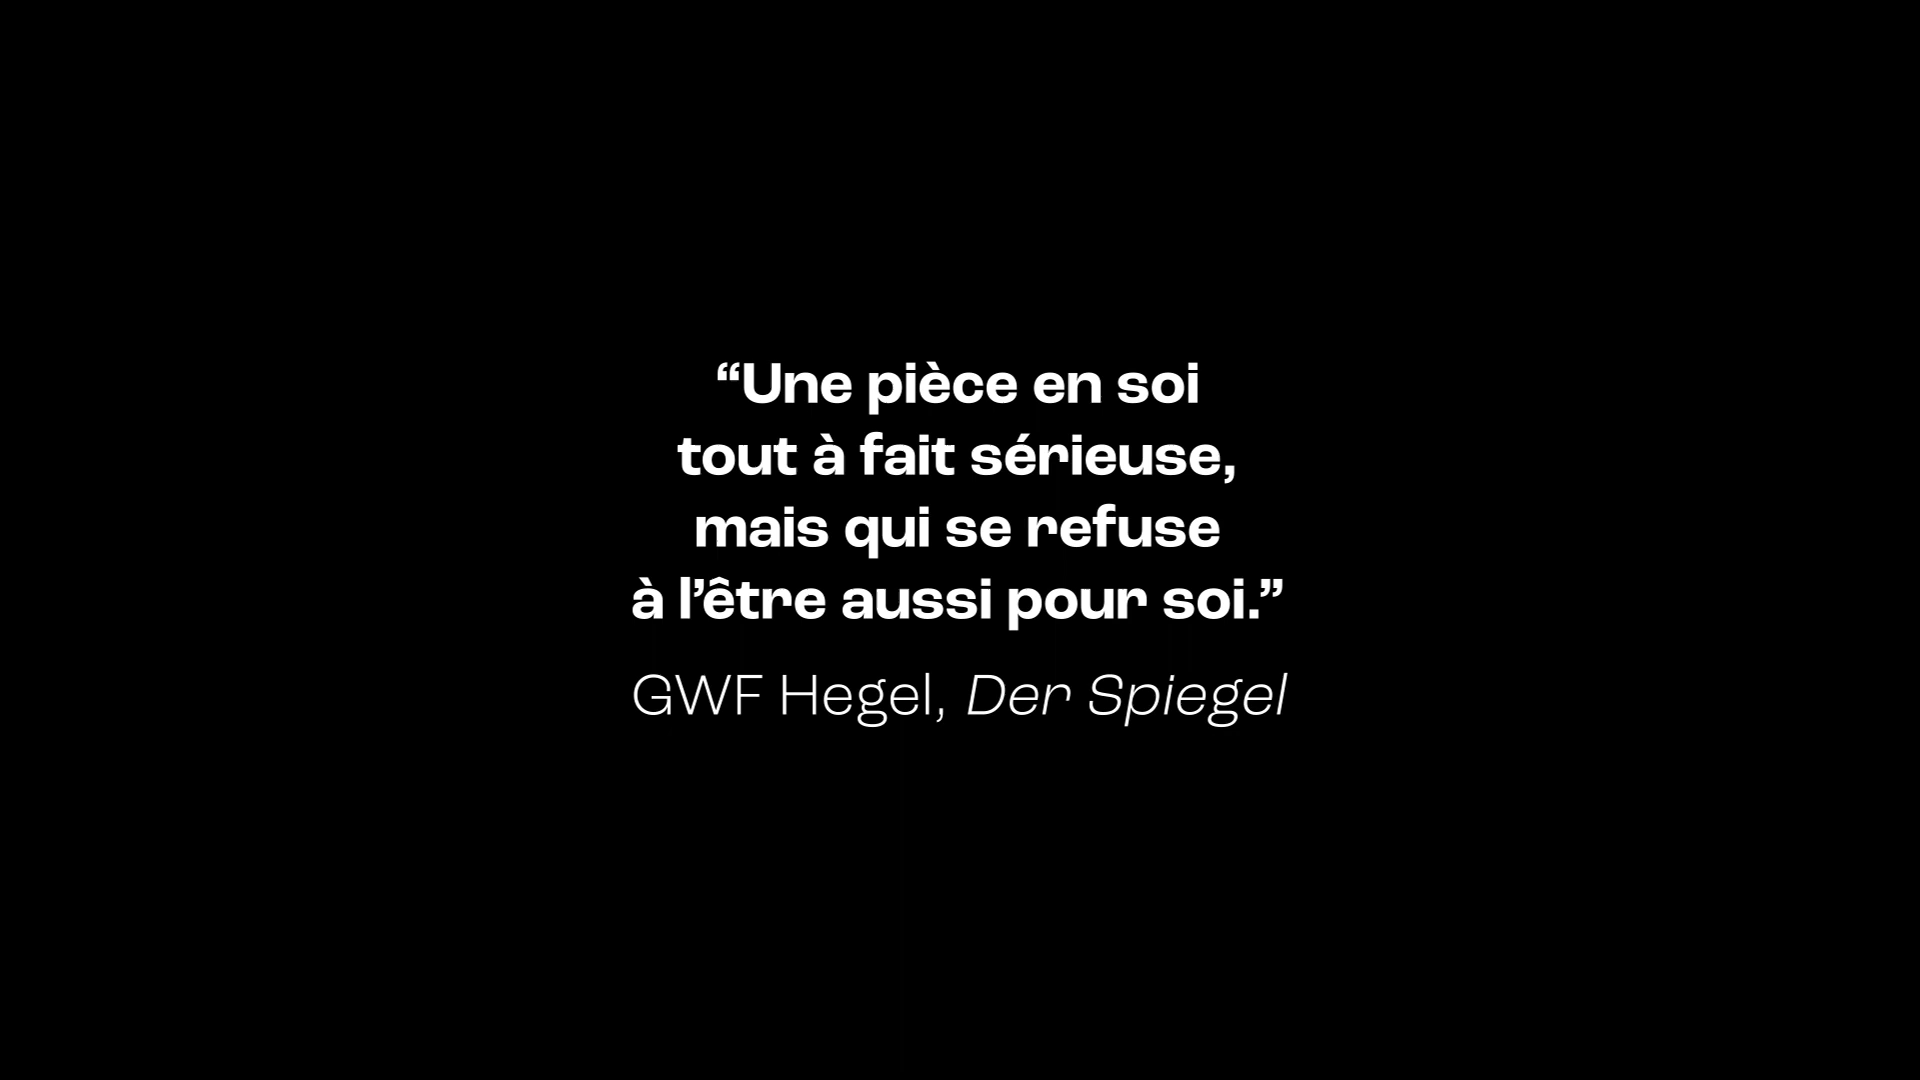 “Une pièce en soi
tout à fait sérieuse,
mais qui se refuse
à l’être aussi pour soi.”
GWF Hegel, Der Spiegel